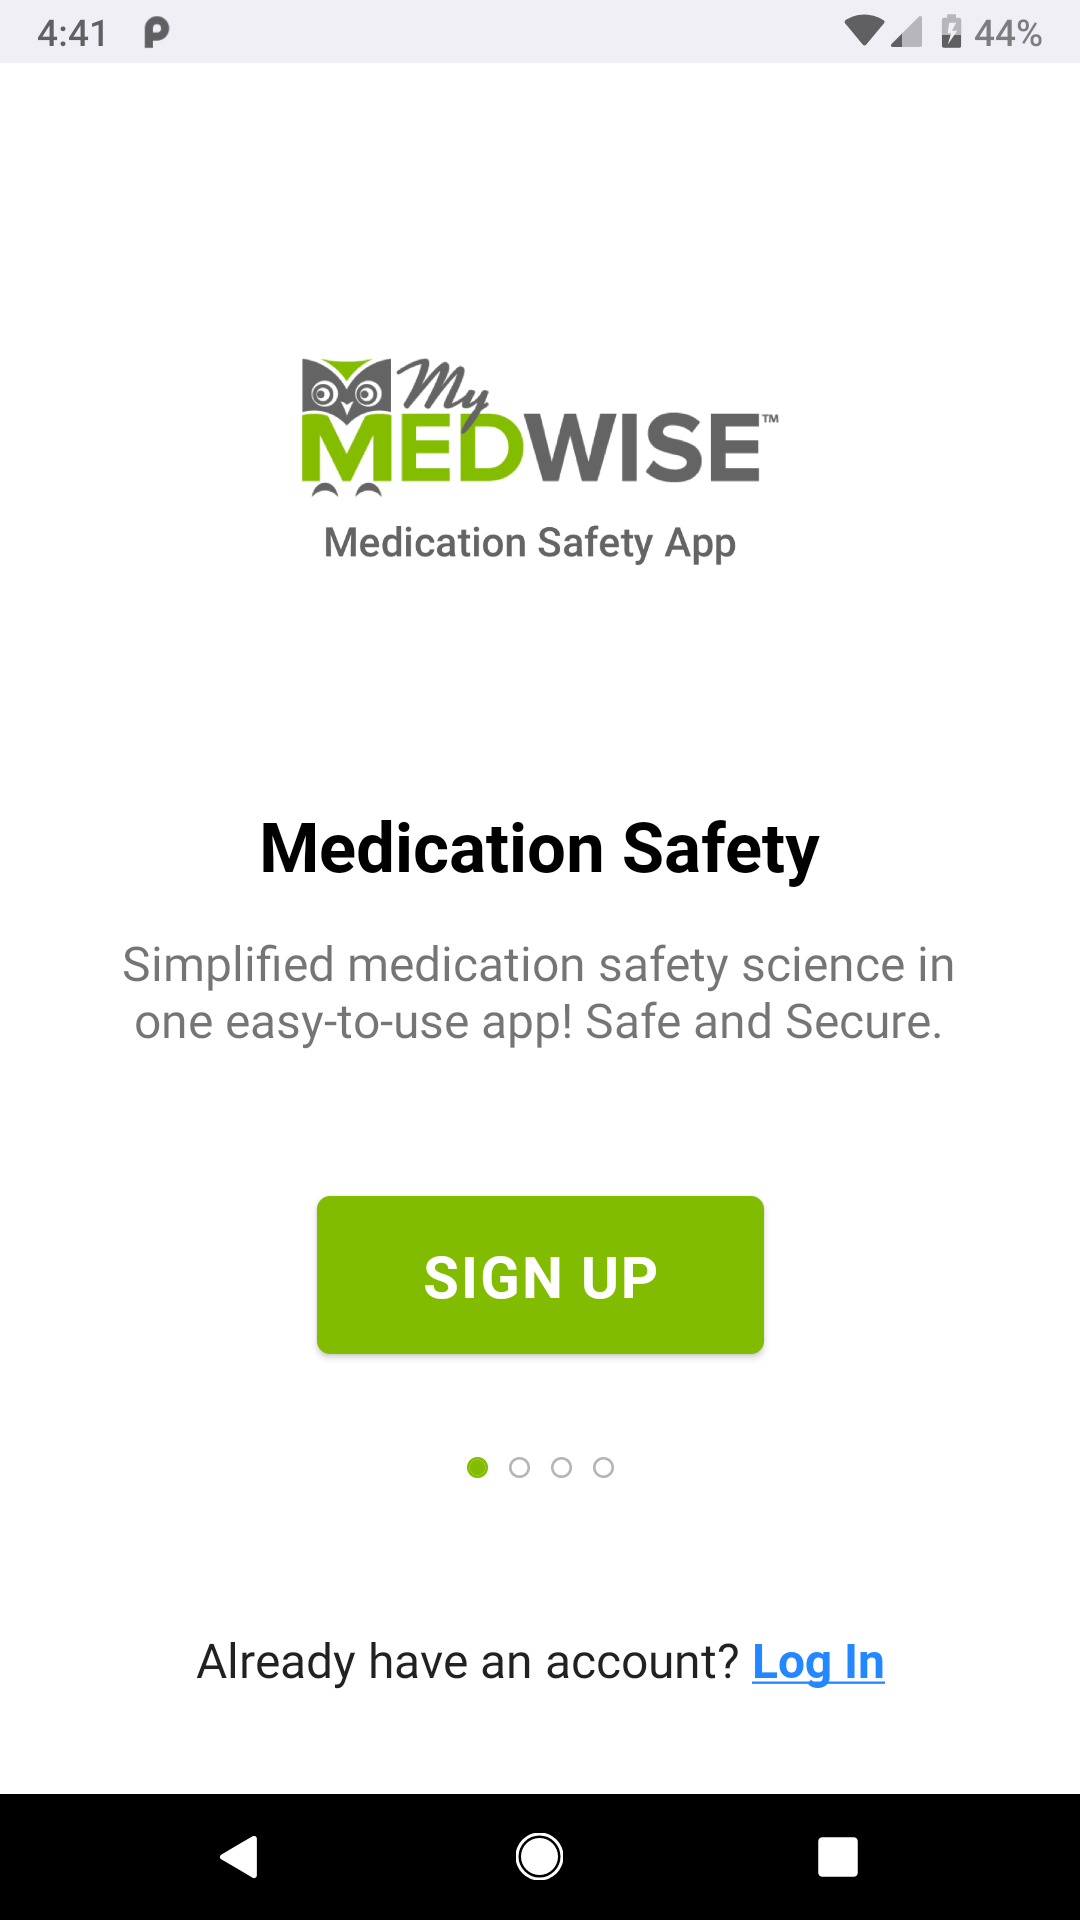 4:41
44%
My
MEDWISE™
Medication Safety App
Medication Safety
Simplified medication safety science in
one easy-to-use app! Safe and Secure.
SIGN UP
Already have an account? Log In